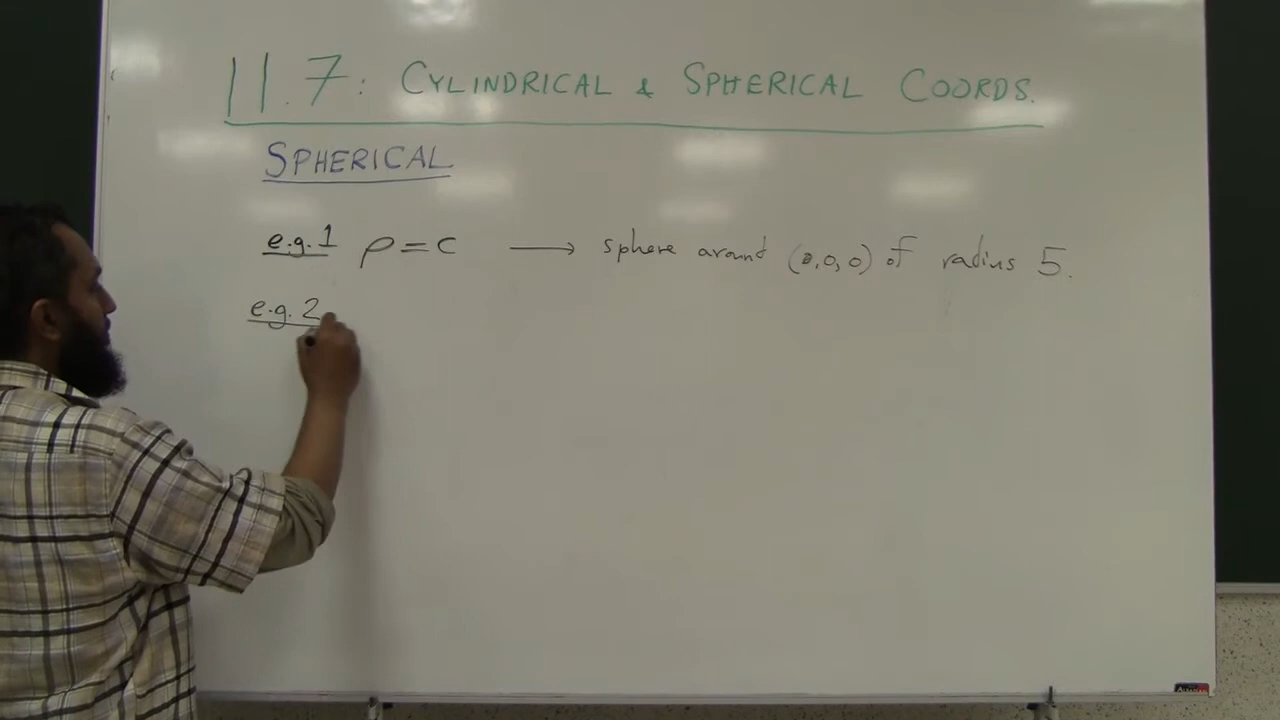 11.7: CYLINDRICAL & SPHERICAL COORDS.
SPHERICAL
e.g. 1 ρ = c ⟶ sphere around (0,0,0) of radius 5.
e.g. 2